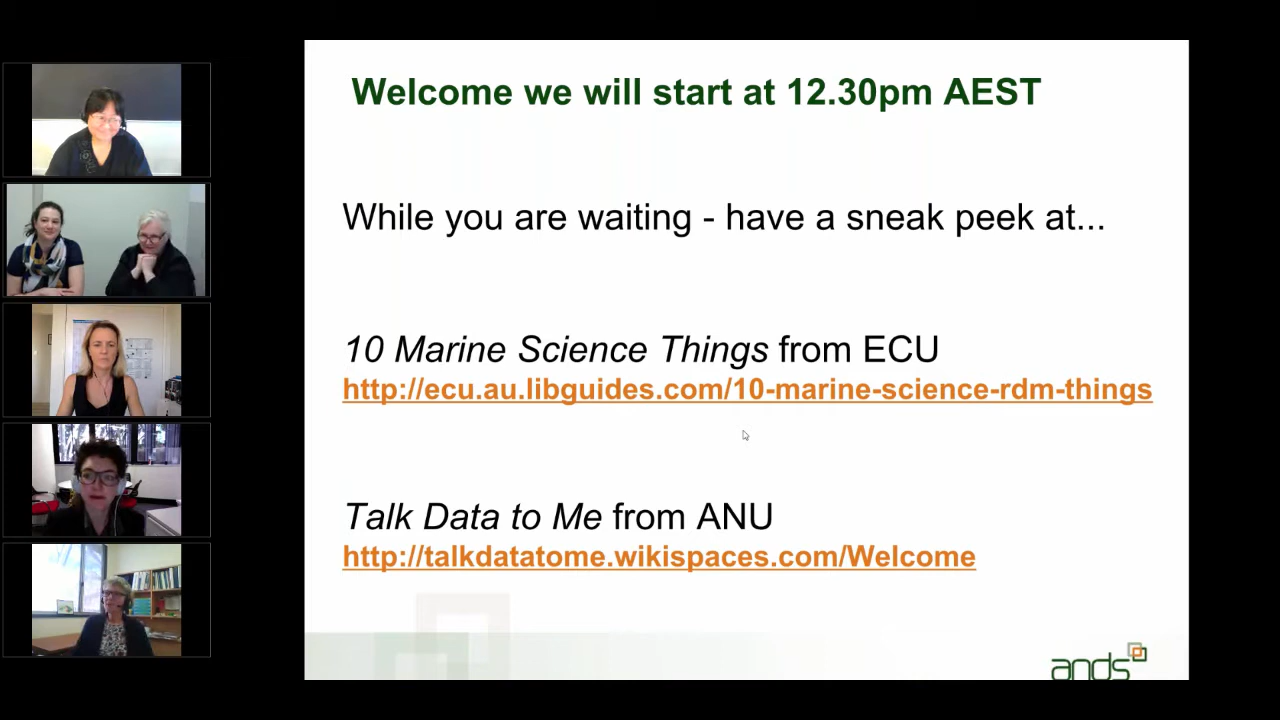 Welcome we will start at 12.30pm AEST
While you are waiting - have a sneak peek at...
10 Marine Science Things from ECU
http://ecu.au.libguides.com/10-marine-science-rdm-things
Talk Data to Me from ANU
http://talkdatatome.wikispaces.com/Welcome
ands